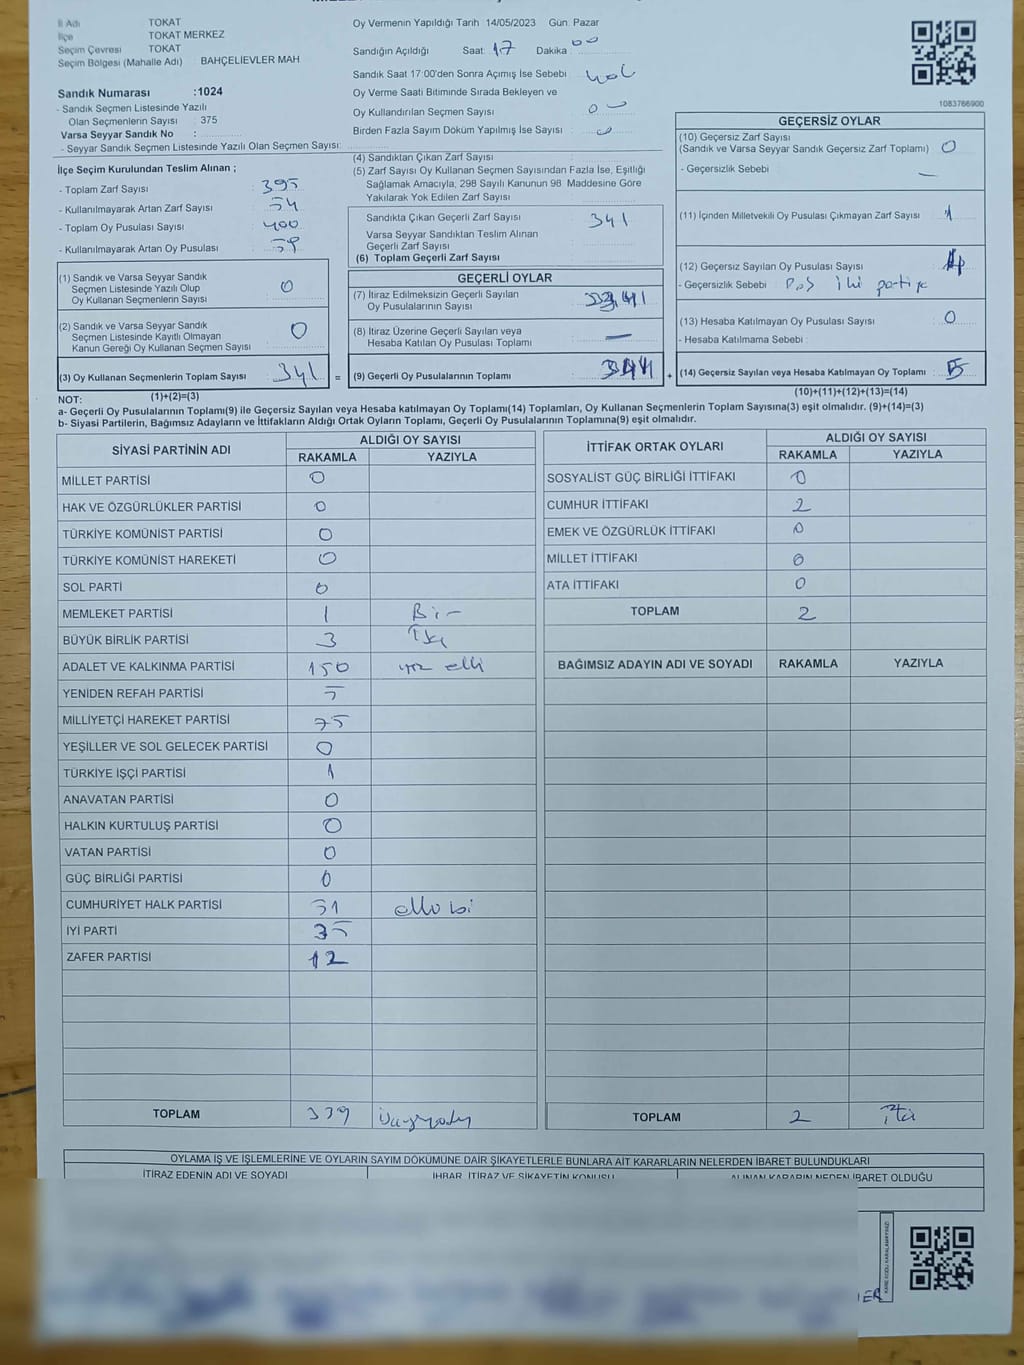 İl Adı TOKAT
İlçe TOKAT MERKEZ
Seçim Çevresi TOKAT
Seçim Bölgesi (Mahalle Adı) BAHÇELİEVLER MAH
Sandık Numarası :1024
- Sandık Seçmen Listesinde Yazılı
Olan Seçmenlerin Sayısı : 375
Varsa Seyyar Sandık No :
- Seyyar Sandık Seçmen Listesinde Yazılı Olan Seçmen Sayısı:
Oy Vermenin Yapıldığı Tarih 14/05/2023 Gün: Pazar
Sandığın Açıldığı Saat: 17 Dakika 00
Sandık Saat 17:00'den Sonra Açımış İse Sebebi
Oy Verme Saati Bitiminde Sırada Bekleyen ve
Oy Kullandırılan Seçmen Sayısı : 0
Birden Fazla Sayım Döküm Yapılmış İse Sayısı :
1083766900
İlçe Seçim Kurulundan Teslim Alınan ;
- Toplam Zarf Sayısı : 395
- Kullanılmayarak Artan Zarf Sayısı : 54
- Toplam Oy Pusulası Sayısı : 400
- Kullanılmayarak Artan Oy Pusulası : 59
(1) Sandık ve Varsa Seyyar Sandık
Seçmen Listesinde Yazılı Olup
Oy Kullanan Seçmenlerin Sayısı : 0
(2) Sandık ve Varsa Seyyar Sandık
Seçmen Listesinde Kayıtlı Olmayan
Kanun Gereği Oy Kullanan Seçmen Sayısı : 0
(3) Oy Kullanan Seçmenlerin Toplam Sayısı : 341 =
(4) Sandıktan Çıkan Zarf Sayısı
(5) Zarf Sayısı Oy Kullanan Seçmen Sayısından Fazla İse, Eşitliği
Sağlamak Amacıyla, 298 Sayılı Kanunun 98. Maddesine Göre
Yakılarak Yok Edilen Zarf Sayısı
Sandıkta Çıkan Geçerli Zarf Sayısı : 341
Varsa Seyyar Sandıktan Teslim Alınan
Geçerli Zarf Sayısı
(6) Toplam Geçerli Zarf Sayısı
GEÇERLİ OYLAR
(7) İtiraz Edilmeksizin Geçerli Sayılan
Oy Pusulalarının Sayısı
(8) İtiraz Üzerine Geçerli Sayılan veya
Hesaba Katılan Oy Pusulası Toplamı : —
(9) Geçerli Oy Pusulalarının Toplamı : +
GEÇERSİZ OYLAR
(10) Geçersiz Zarf Sayısı
(Sandık ve Varsa Seyyar Sandık Geçersiz Zarf Toplamı) : 0
- Geçersizlik Sebebi : —
(11) İçinden Milletvekili Oy Pusulası Çıkmayan Zarf Sayısı : 1
(12) Geçersiz Sayılan Oy Pusulası Sayısı :
- Geçersizlik Sebebi : iki
(13) Hesaba Katılmayan Oy Pusulası Sayısı : 0
- Hesaba Katılmama Sebebi :
(14) Geçersiz Sayılan veya Hesaba Katılmayan Oy Toplamı : 5
NOT: (1)+(2)=(3) (10)+(11)+(12)+(13)=(14)
a- Geçerli Oy Pusulalarının Toplamı(9) ile Geçersiz Sayılan veya Hesaba katılmayan Oy Toplamı(14) Toplamları, Oy Kullanan Seçmenlerin Toplam Sayısına(3) eşit olmalıdır. (9)+(14)=(3)
b- Siyasi Partilerin, Bağımsız Adayların ve İttifakların Aldığı Ortak Oyların Toplamı, Geçerli Oy Pusulalarının Toplamına(9) eşit olmalıdır.
SİYASİ PARTİNİN ADI ALDIĞI OY SAYISI
RAKAMLA YAZIYLA
MİLLET PARTİSİ 0
HAK VE ÖZGÜRLÜKLER PARTİSİ 0
TÜRKİYE KOMÜNİST PARTİSİ 0
TÜRKİYE KOMÜNİST HAREKETİ 0
SOL PARTİ 0
MEMLEKET PARTİSİ 1 Bir
BÜYÜK BİRLİK PARTİSİ 3
ADALET VE KALKINMA PARTİSİ 150 yüz elli
YENİDEN REFAH PARTİSİ 5
MİLLİYETÇİ HAREKET PARTİSİ 75
YEŞİLLER VE SOL GELECEK PARTİSİ 0
TÜRKİYE İŞÇİ PARTİSİ 1
ANAVATAN PARTİSİ 0
HALKIN KURTULUŞ PARTİSİ 0
VATAN PARTİSİ 0
GÜÇ BİRLİĞİ PARTİSİ 0
CUMHURİYET HALK PARTİSİ 51
İYİ PARTİ 35
ZAFER PARTİSİ 12
TOPLAM 339
İTTİFAK ORTAK OYLARI ALDIĞI OY SAYISI
RAKAMLA YAZIYLA
SOSYALİST GÜÇ BİRLİĞİ İTTİFAKI 0
CUMHUR İTTİFAKI 2
EMEK VE ÖZGÜRLÜK İTTİFAKI 0
MİLLET İTTİFAKI 0
ATA İTTİFAKI 0
TOPLAM 2
BAĞIMSIZ ADAYIN ADI VE SOYADI RAKAMLA YAZIYLA
TOPLAM 2 iki
OYLAMA İŞ VE İŞLEMLERİNE VE OYLARIN SAYIM DÖKÜMÜNE DAİR ŞİKAYETLERLE BUNLARA AİT KARARLARIN NELERDEN İBARET BULUNDUKLARI
İTİRAZ EDENİN ADI VE SOYADI İHBAR, İTİRAZ VE ŞİKAYETİN KONUSU ALINAN KARARIN NEDEN İBARET OLDUĞU